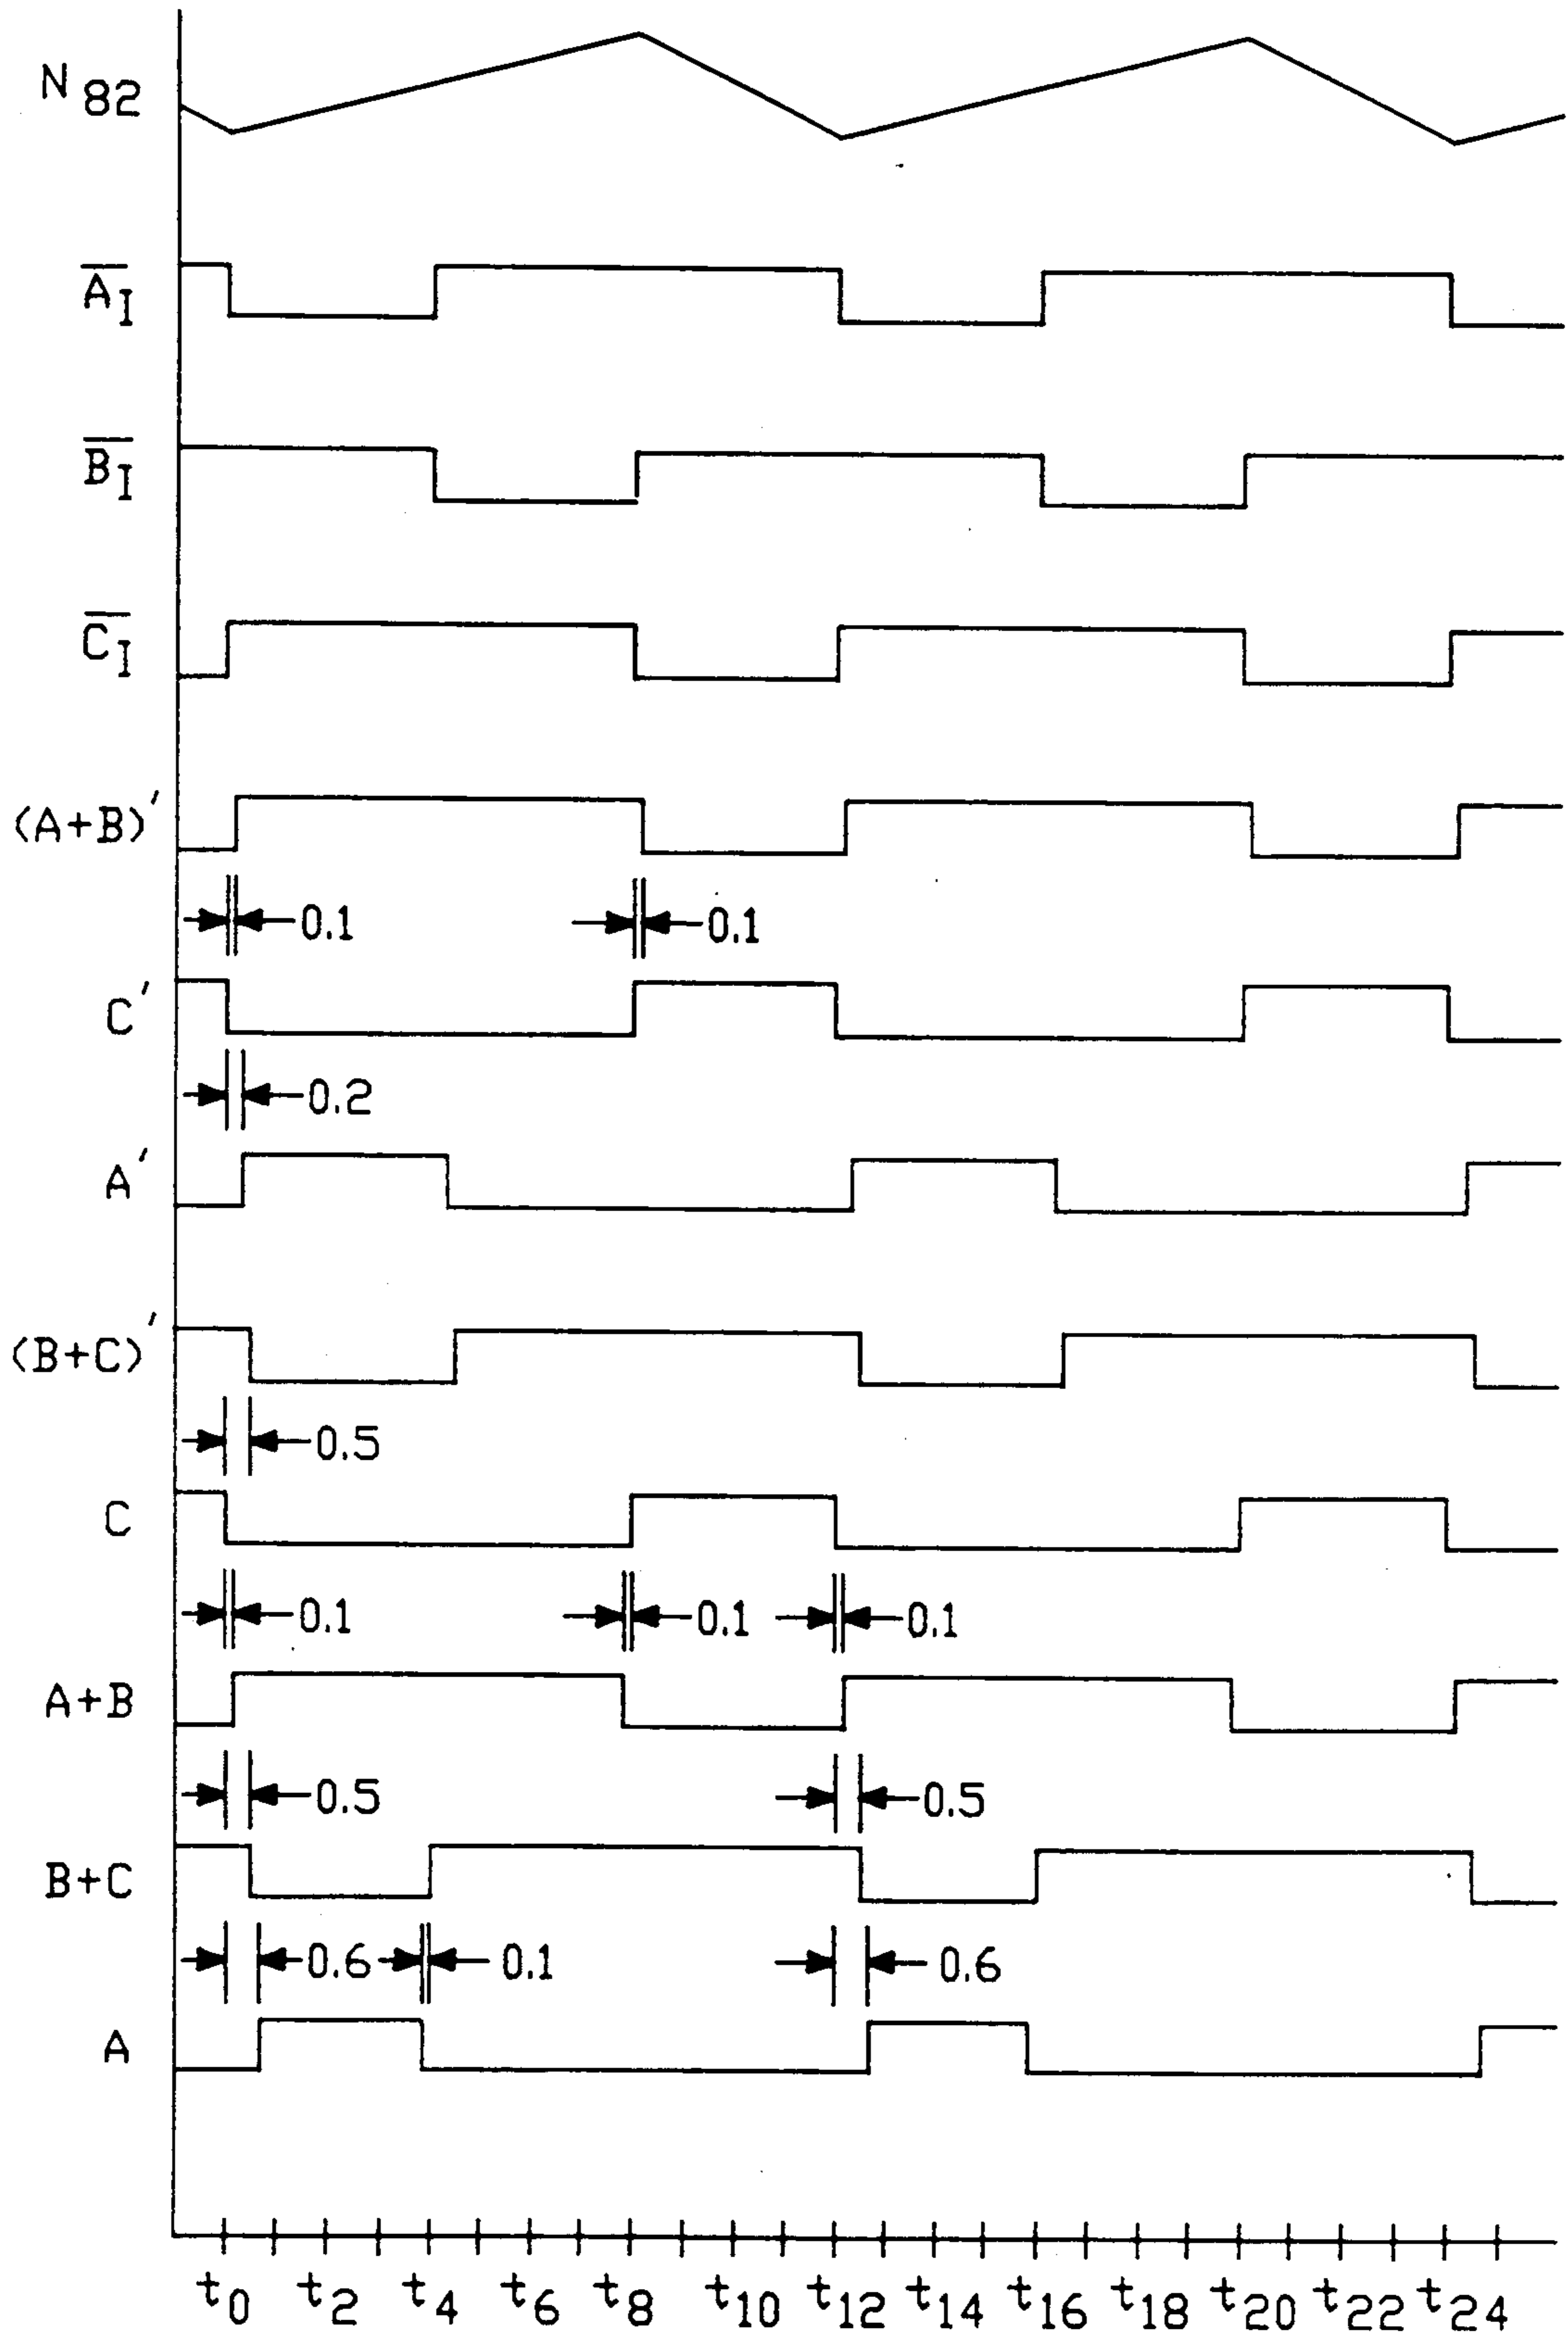 N82
A̅I̅
B̅I̅
C̅I̅
(A+B)′
0.1 0.1
C′
0.2
A′
(B+C)′
0.5
C
0.1 0.1 0.1
A+B
0.5 0.5
B+C
0.6 0.1 0.6
A
t0 t2 t4 t6 t8 t10 t12 t14 t16 t18 t20 t22 t24